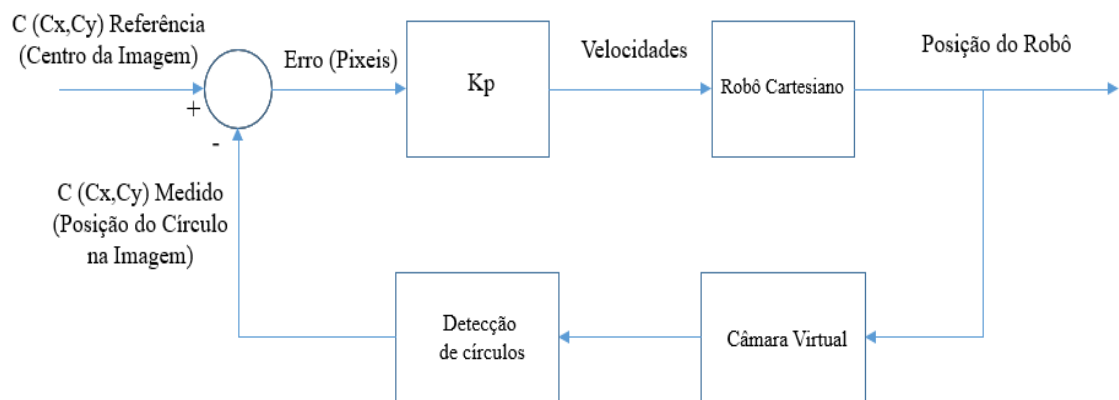 C (Cx,Cy) Referência
(Centro da Imagem)
+
-
Erro (Pixeis)
Kp
Velocidades
Robô Cartesiano
Posição do Robô
C (Cx,Cy) Medido
(Posição do Círculo
na Imagem)
Detecção
de círculos
Câmara Virtual